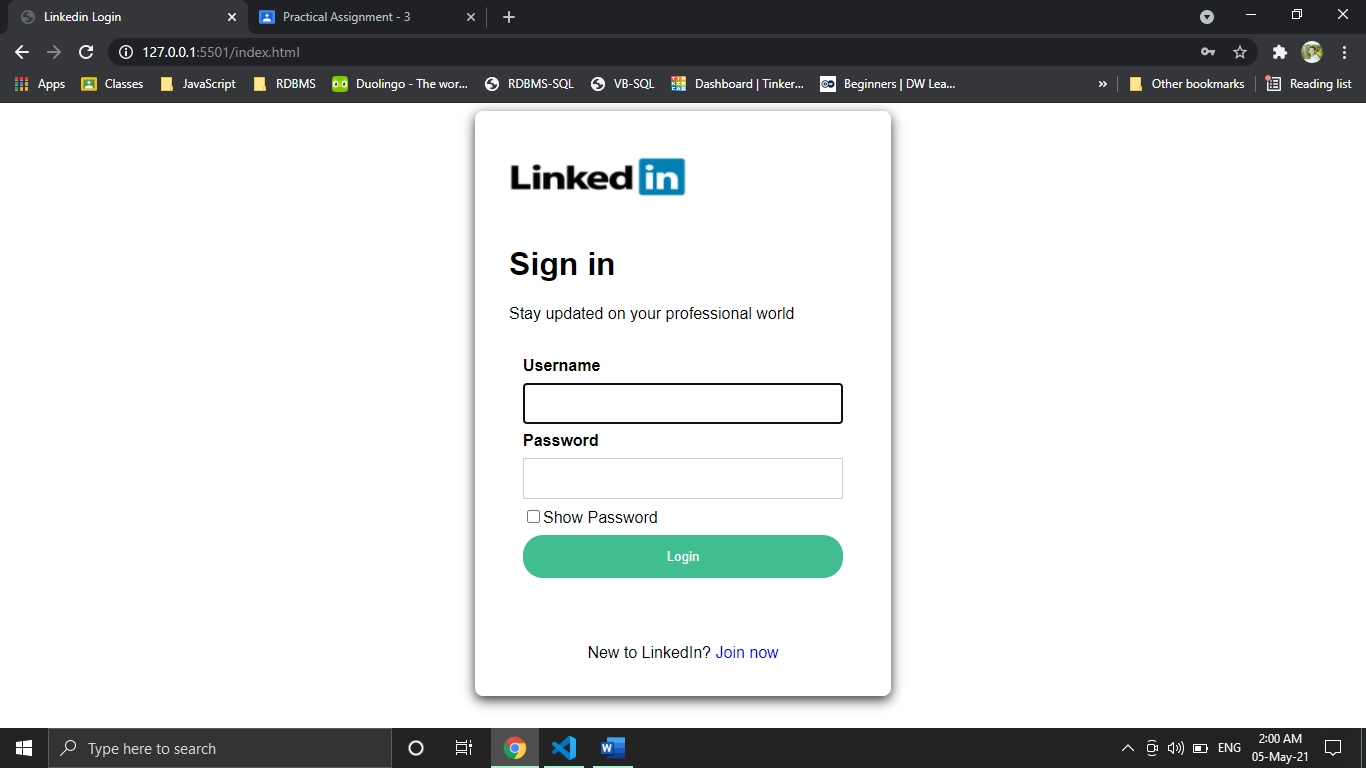 Linkedin Login
Practical Assignment - 3
127.0.0.1:5501/index.html
Apps
Classes
JavaScript
RDBMS
Duolingo - The wor...
RDBMS-SQL
VB-SQL
Dashboard | Tinker...
Beginners | DW Lea...
»
Other bookmarks
Reading list
Linked in
Sign in
Stay updated on your professional world
Username
Password
Show Password
Login
New to LinkedIn? Join now
Type here to search
ENG
2:00 AM
05-May-21